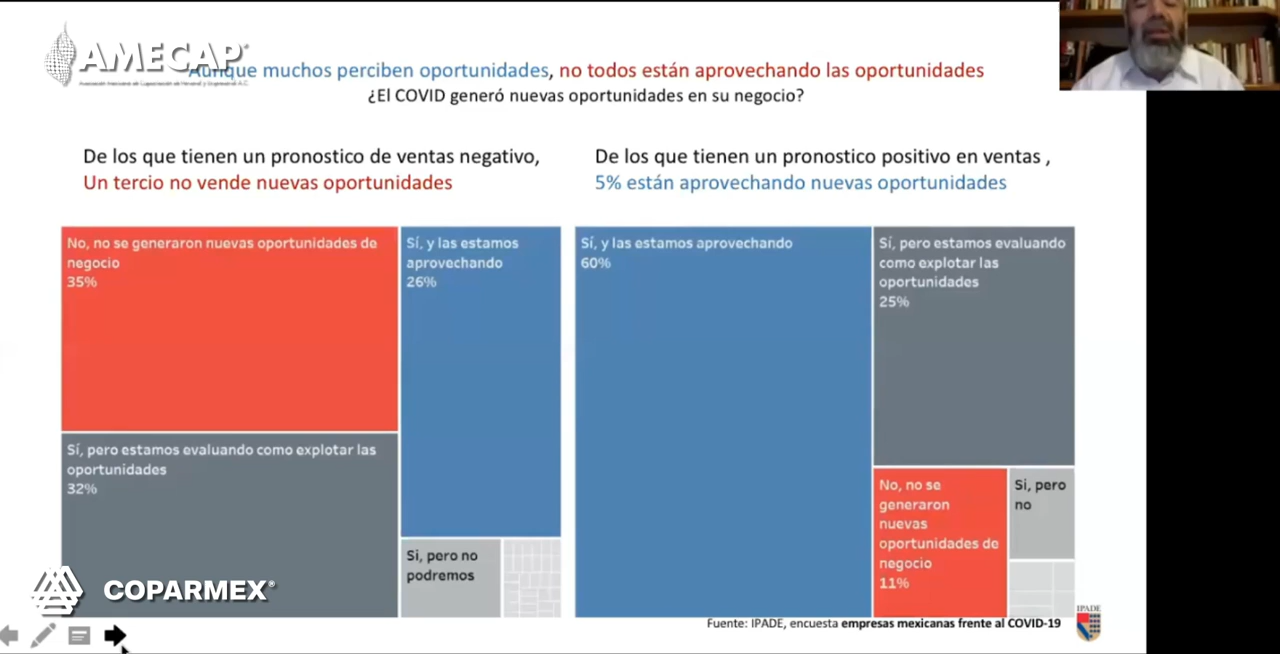 AMECAP
Aunque muchos perciben oportunidades, no todos están aprovechando las oportunidades
¿El COVID generó nuevas oportunidades en su negocio?
De los que tienen un pronostico de ventas negativo,
Un tercio no vende nuevas oportunidades
De los que tienen un pronostico positivo en ventas ,
5% están aprovechando nuevas oportunidades
No, no se generaron nuevas oportunidades de
negocio
35%
Sí, y las estamos
aprovechando
26%
Sí, pero estamos evaluando como explotar las
oportunidades
32%
Si, pero no
podremos
Sí, y las estamos aprovechando
60%
Sí, pero estamos evaluando
como explotar las
oportunidades
25%
No, no se
generaron
nuevas
oportunidades de
negocio
11%
Si, pero
no
COPARMEX
Fuente: IPADE, encuesta empresas mexicanas frente al COVID-19
IPADE